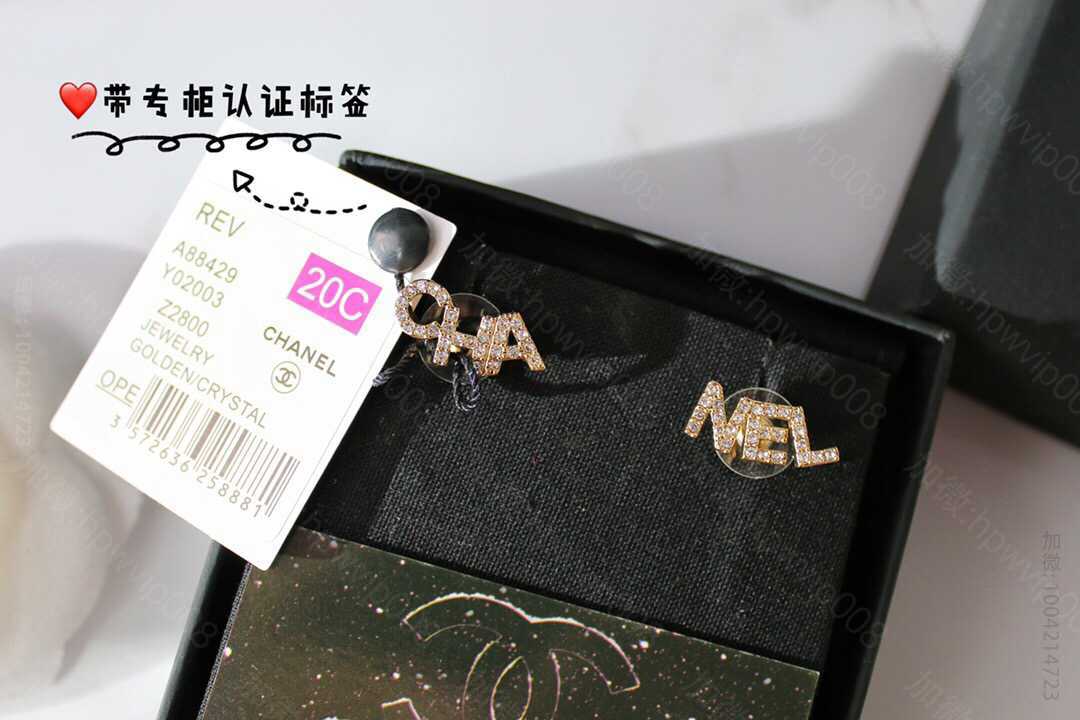 ❤️带专柜认证标签
REV
A88429
Y02003
Z2800
JEWELRY
GOLDEN/CRYSTAL
OPE
20C
CHANEL
3 572636 258881
CHA
MEL
加微:hpwvip008
加微:1004214723